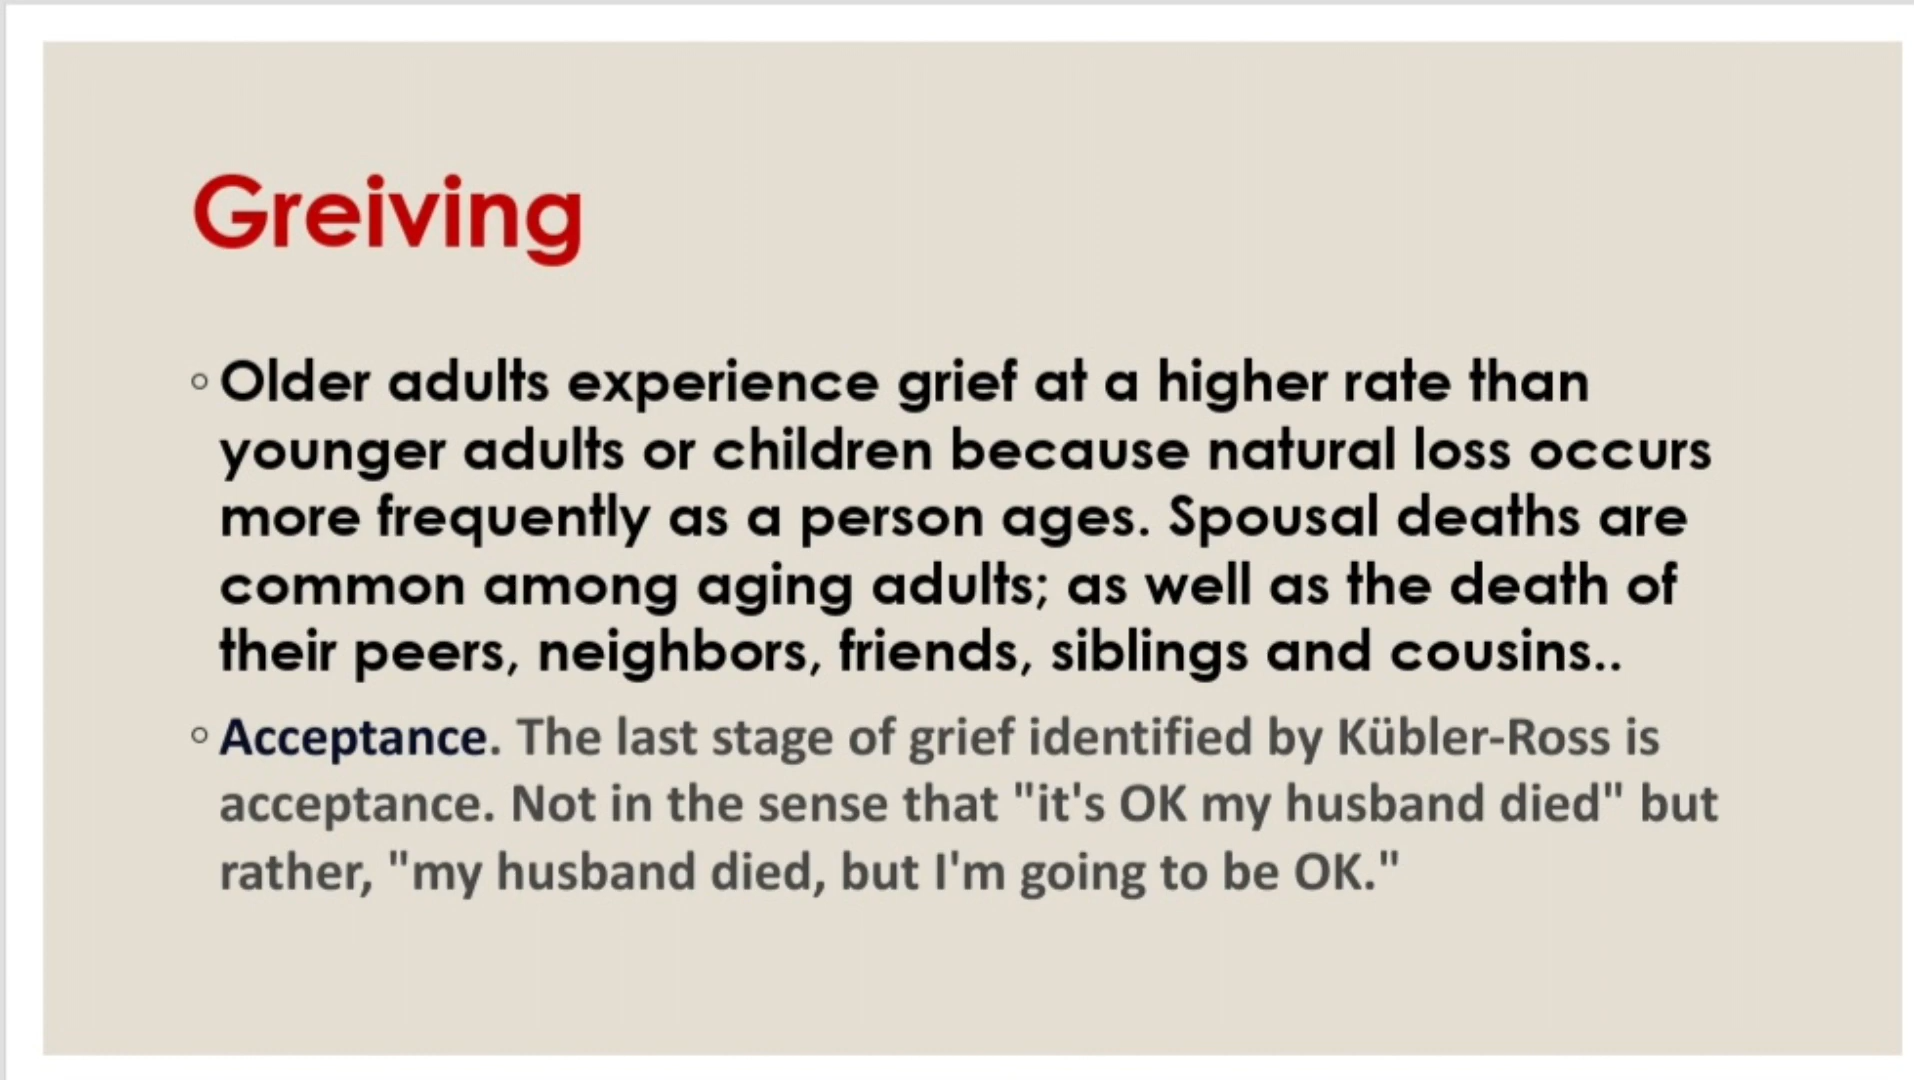 Greiving
◦ Older adults experience grief at a higher rate than
younger adults or children because natural loss occurs
more frequently as a person ages. Spousal deaths are
common among aging adults; as well as the death of
their peers, neighbors, friends, siblings and cousins..
◦ Acceptance. The last stage of grief identified by Kübler-Ross is
acceptance. Not in the sense that "it's OK my husband died" but
rather, "my husband died, but I'm going to be OK."